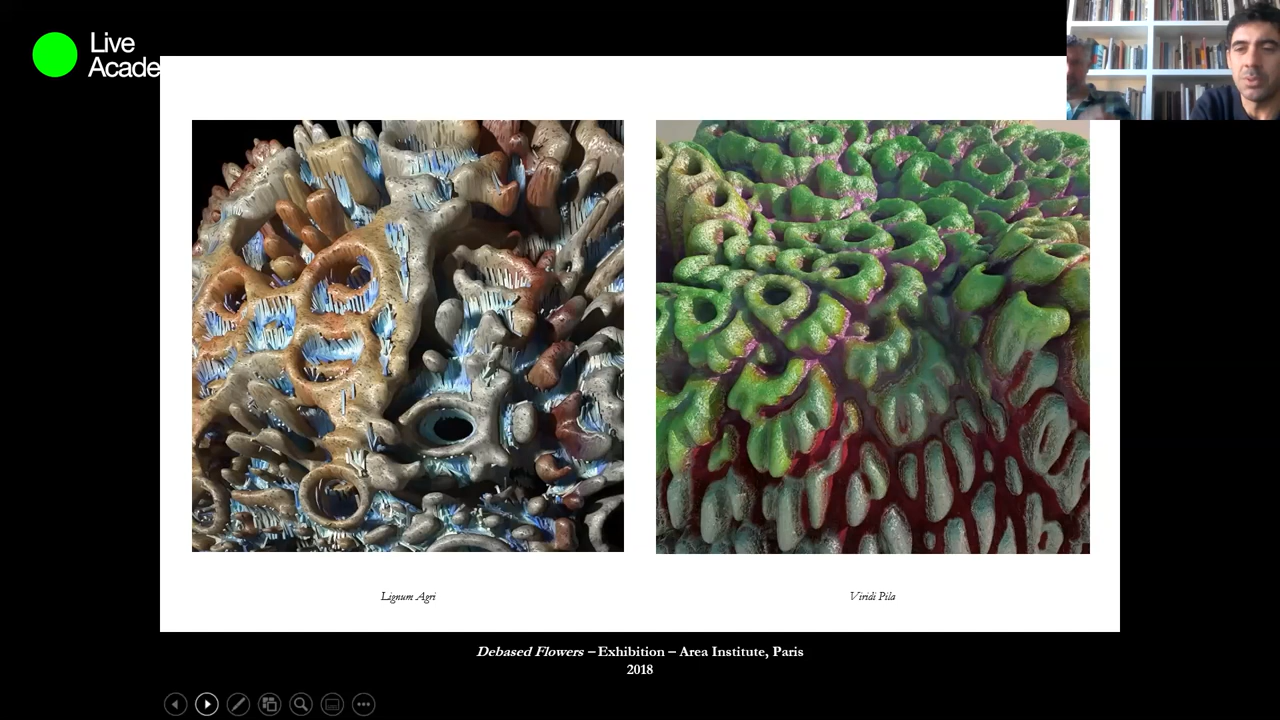 Live
Acade
Lignum Agri
Viridi Pila
Debased Flowers – Exhibition – Area Institute, Paris
2018